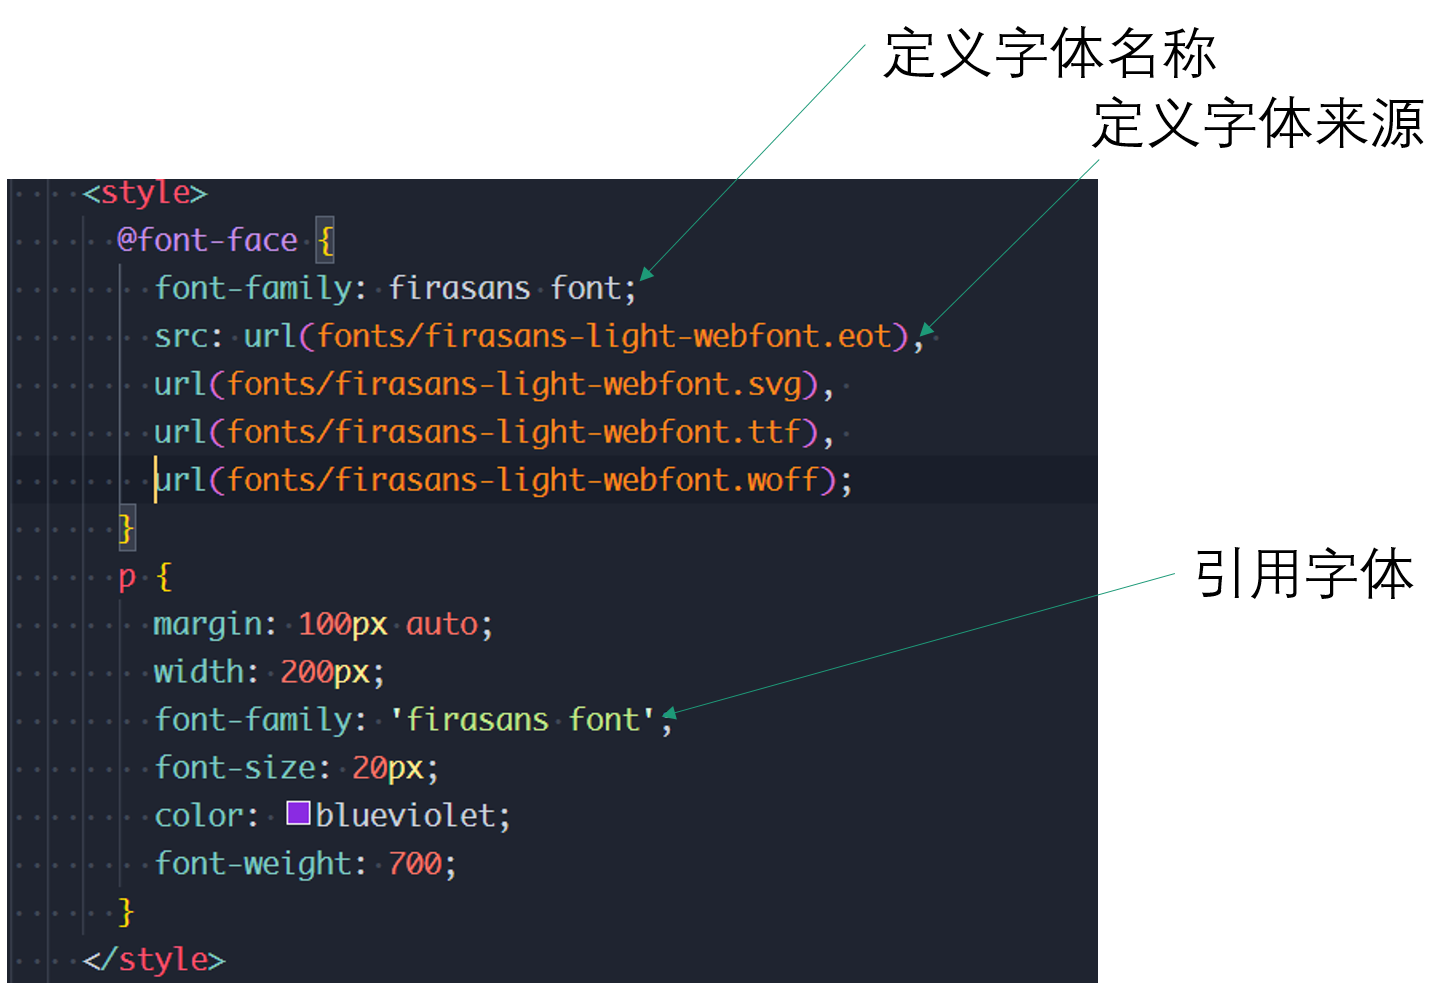 定义字体名称
定义字体来源
<style>
@font-face {
font-family: firasans font;
src: url(fonts/firasans-light-webfont.eot),
url(fonts/firasans-light-webfont.svg),
url(fonts/firasans-light-webfont.ttf),
url(fonts/firasans-light-webfont.woff);
}
引用字体
p {
margin: 100px auto;
width: 200px;
font-family: 'firasans font';
font-size: 20px;
color: blueviolet;
font-weight: 700;
}
</style>